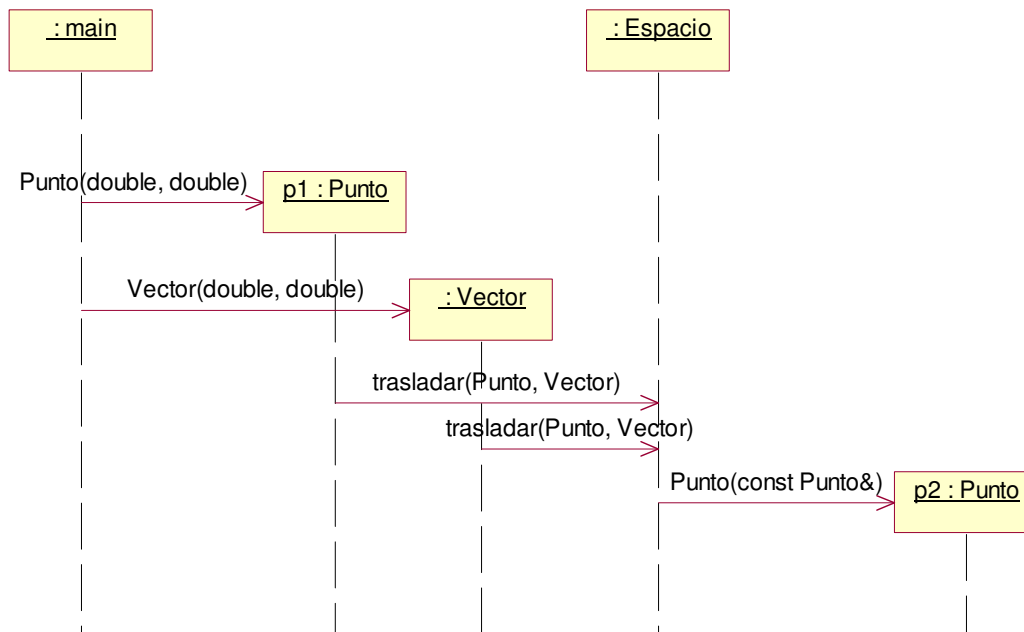 : main
: Espacio
Punto(double, double)
p1 : Punto
Vector(double, double)
: Vector
trasladar(Punto, Vector)
trasladar(Punto, Vector)
Punto(const Punto&)
p2 : Punto